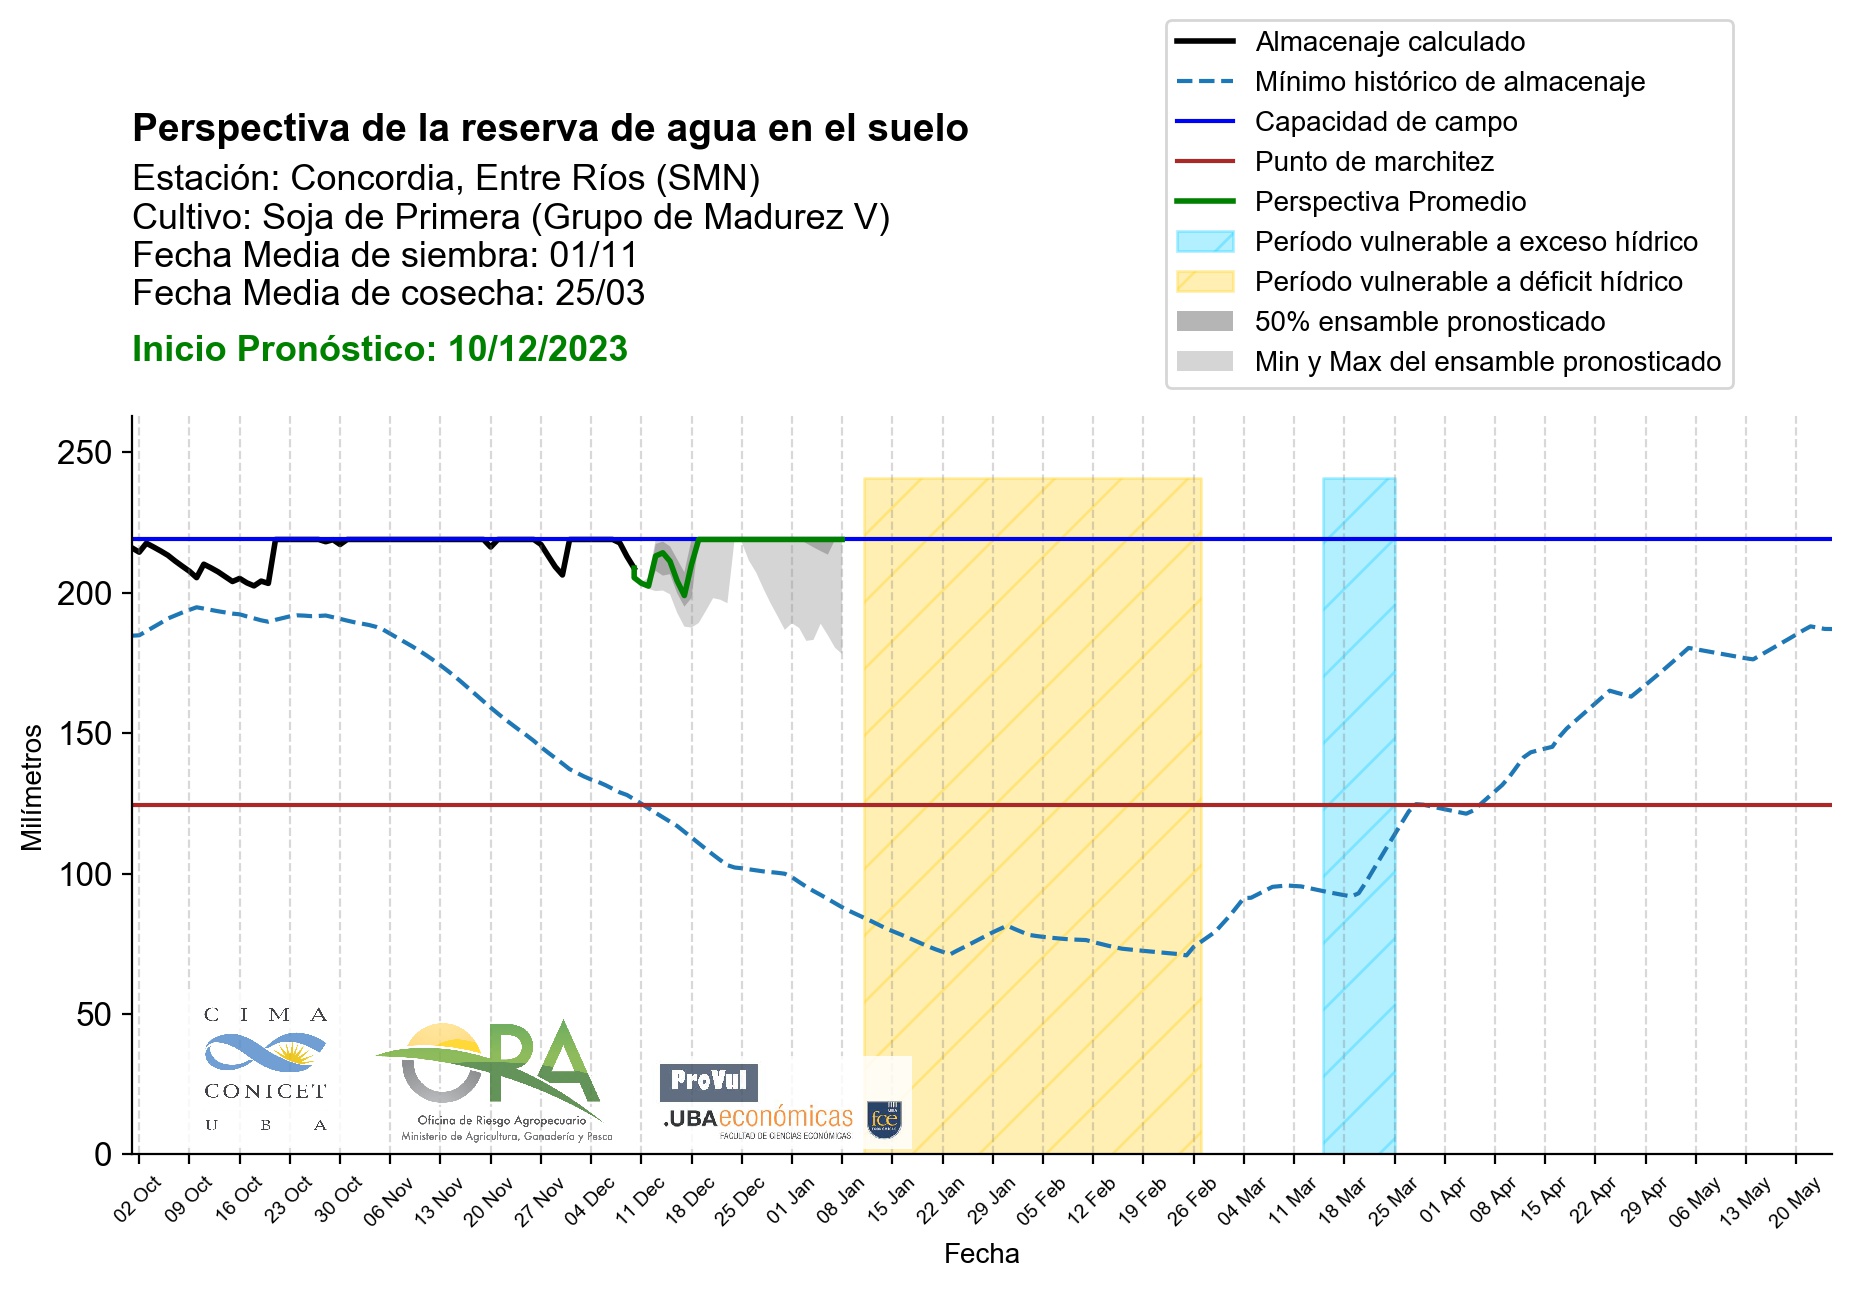 Almacenaje calculado
Mínimo histórico de almacenaje
Capacidad de campo
Punto de marchitez
Perspectiva Promedio
Período vulnerable a exceso hídrico
Período vulnerable a déficit hídrico
50% ensamble pronosticado
Min y Max del ensamble pronosticado
Perspectiva de la reserva de agua en el suelo
Estación: Concordia, Entre Ríos (SMN)
Cultivo: Soja de Primera (Grupo de Madurez V)
Fecha Media de siembra: 01/11
Fecha Media de cosecha: 25/03
Inicio Pronóstico: 10/12/2023
250
200
150
100
50
0
Milímetros
CIMA
CONICET
UBA
OPA
Oficina de Riesgo Agropecuario
Ministerio de Agricultura, Ganadería y Pesca
ProVul
.UBAeconómicas
FACULTAD DE CIENCIAS ECONÓMICAS
UBA
fce
ECONÓMICAS
02 Oct
09 Oct
16 Oct
23 Oct
30 Oct
06 Nov
13 Nov
20 Nov
27 Nov
04 Dec
11 Dec
18 Dec
25 Dec
01 Jan
08 Jan
15 Jan
22 Jan
29 Jan
05 Feb
12 Feb
19 Feb
26 Feb
04 Mar
11 Mar
18 Mar
25 Mar
01 Apr
08 Apr
15 Apr
22 Apr
29 Apr
06 May
13 May
20 May
Fecha